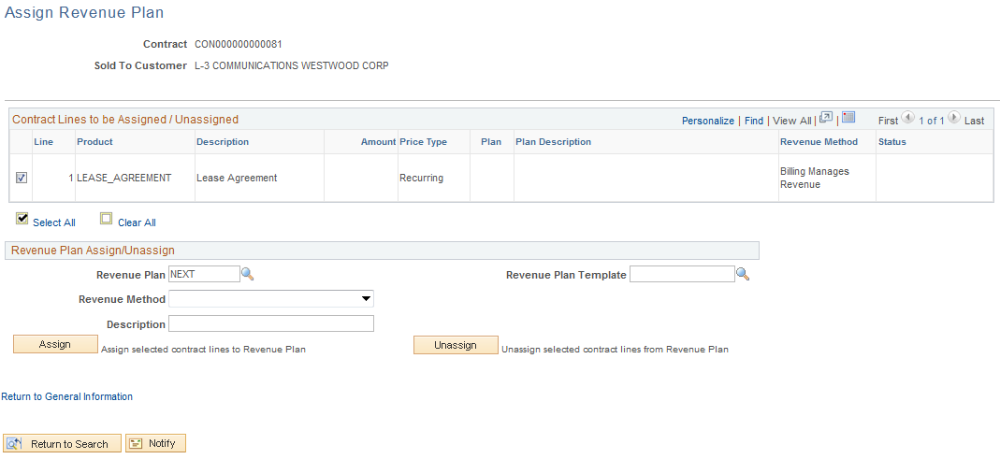 Assign Revenue Plan
Contract CON000000000081
Sold To Customer L-3 COMMUNICATIONS WESTWOOD CORP
Contract Lines to be Assigned / Unassigned Personalize | Find | View All | | First 1 of 1 Last
Line Product Description Amount Price Type Plan Plan Description Revenue Method Status
1 LEASE_AGREEMENT Lease Agreement Recurring Billing Manages
Revenue
Select All Clear All
Revenue Plan Assign/Unassign
Revenue Plan NEXT Revenue Plan Template
Revenue Method
Description
Assign Assign selected contract lines to Revenue Plan Unassign Unassign selected contract lines from Revenue Plan
Return to General Information
Return to Search Notify